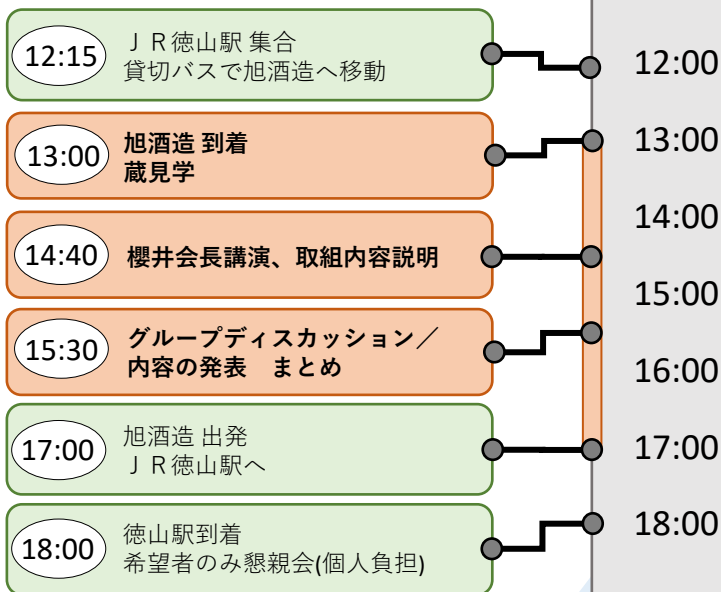 12:15
ＪＲ徳山駅 集合
貸切バスで旭酒造へ移動
13:00
旭酒造 到着
蔵見学
14:40
櫻井会長講演、取組内容説明
15:30
グループディスカッション／
内容の発表　まとめ
17:00
旭酒造 出発
ＪＲ徳山駅へ
18:00
徳山駅到着
希望者のみ懇親会(個人負担)
12:00
13:00
14:00
15:00
16:00
17:00
18:00